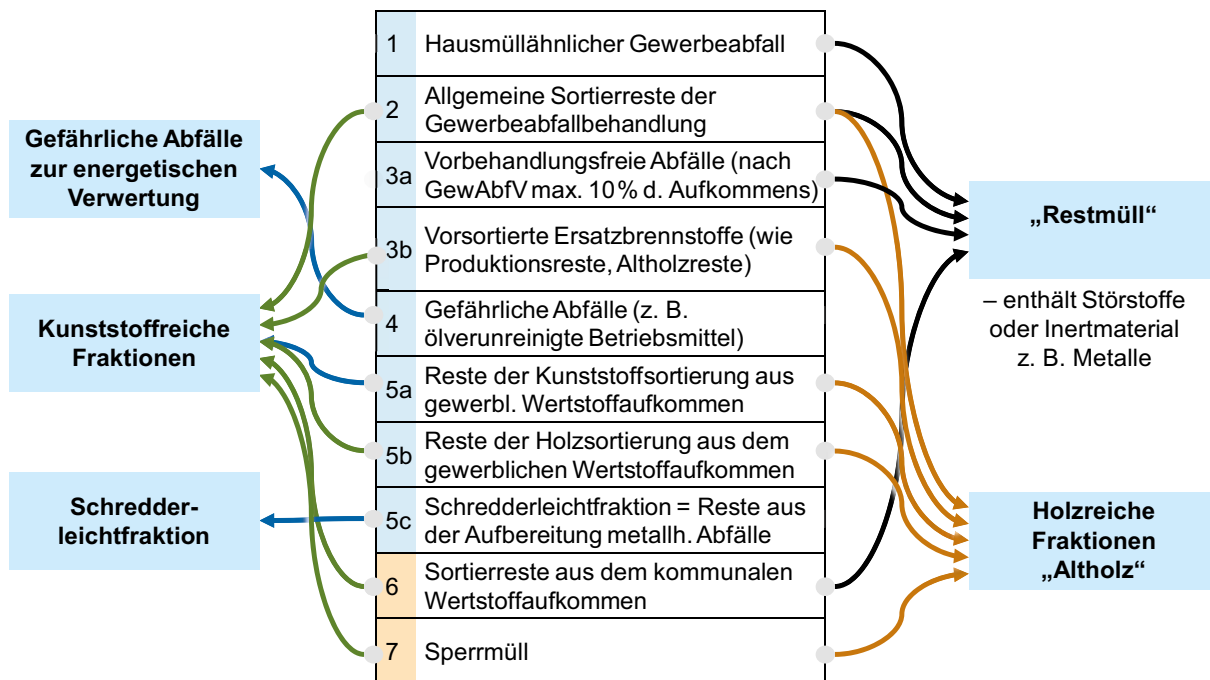 Gefährliche Abfälle
zur energetischen
Verwertung
Kunststoffreiche
Fraktionen
Schredder-
leichtfraktion
1 Hausmüllähnlicher Gewerbeabfall
2 Allgemeine Sortierreste der
Gewerbeabfallbehandlung
3a Vorbehandlungsfreie Abfälle (nach
GewAbfV max. 10 % d. Aufkommens)
3b Vorsortierte Ersatzbrennstoffe (wie
Produktionsreste, Altholzreste)
4 Gefährliche Abfälle (z. B.
ölverunreinigte Betriebsmittel)
5a Reste der Kunststoffsortierung aus
gewerbl. Wertstoffaufkommen
5b Reste der Holzsortierung aus dem
gewerblichen Wertstoffaufkommen
5c Schredderleichtfraktion = Reste aus
der Aufbereitung metallh. Abfälle
6 Sortierreste aus dem kommunalen
Wertstoffaufkommen
7 Sperrmüll
„Restmüll“
– enthält Störstoffe
oder Inertmaterial
z. B. Metalle
Holzreiche
Fraktionen
„Altholz“